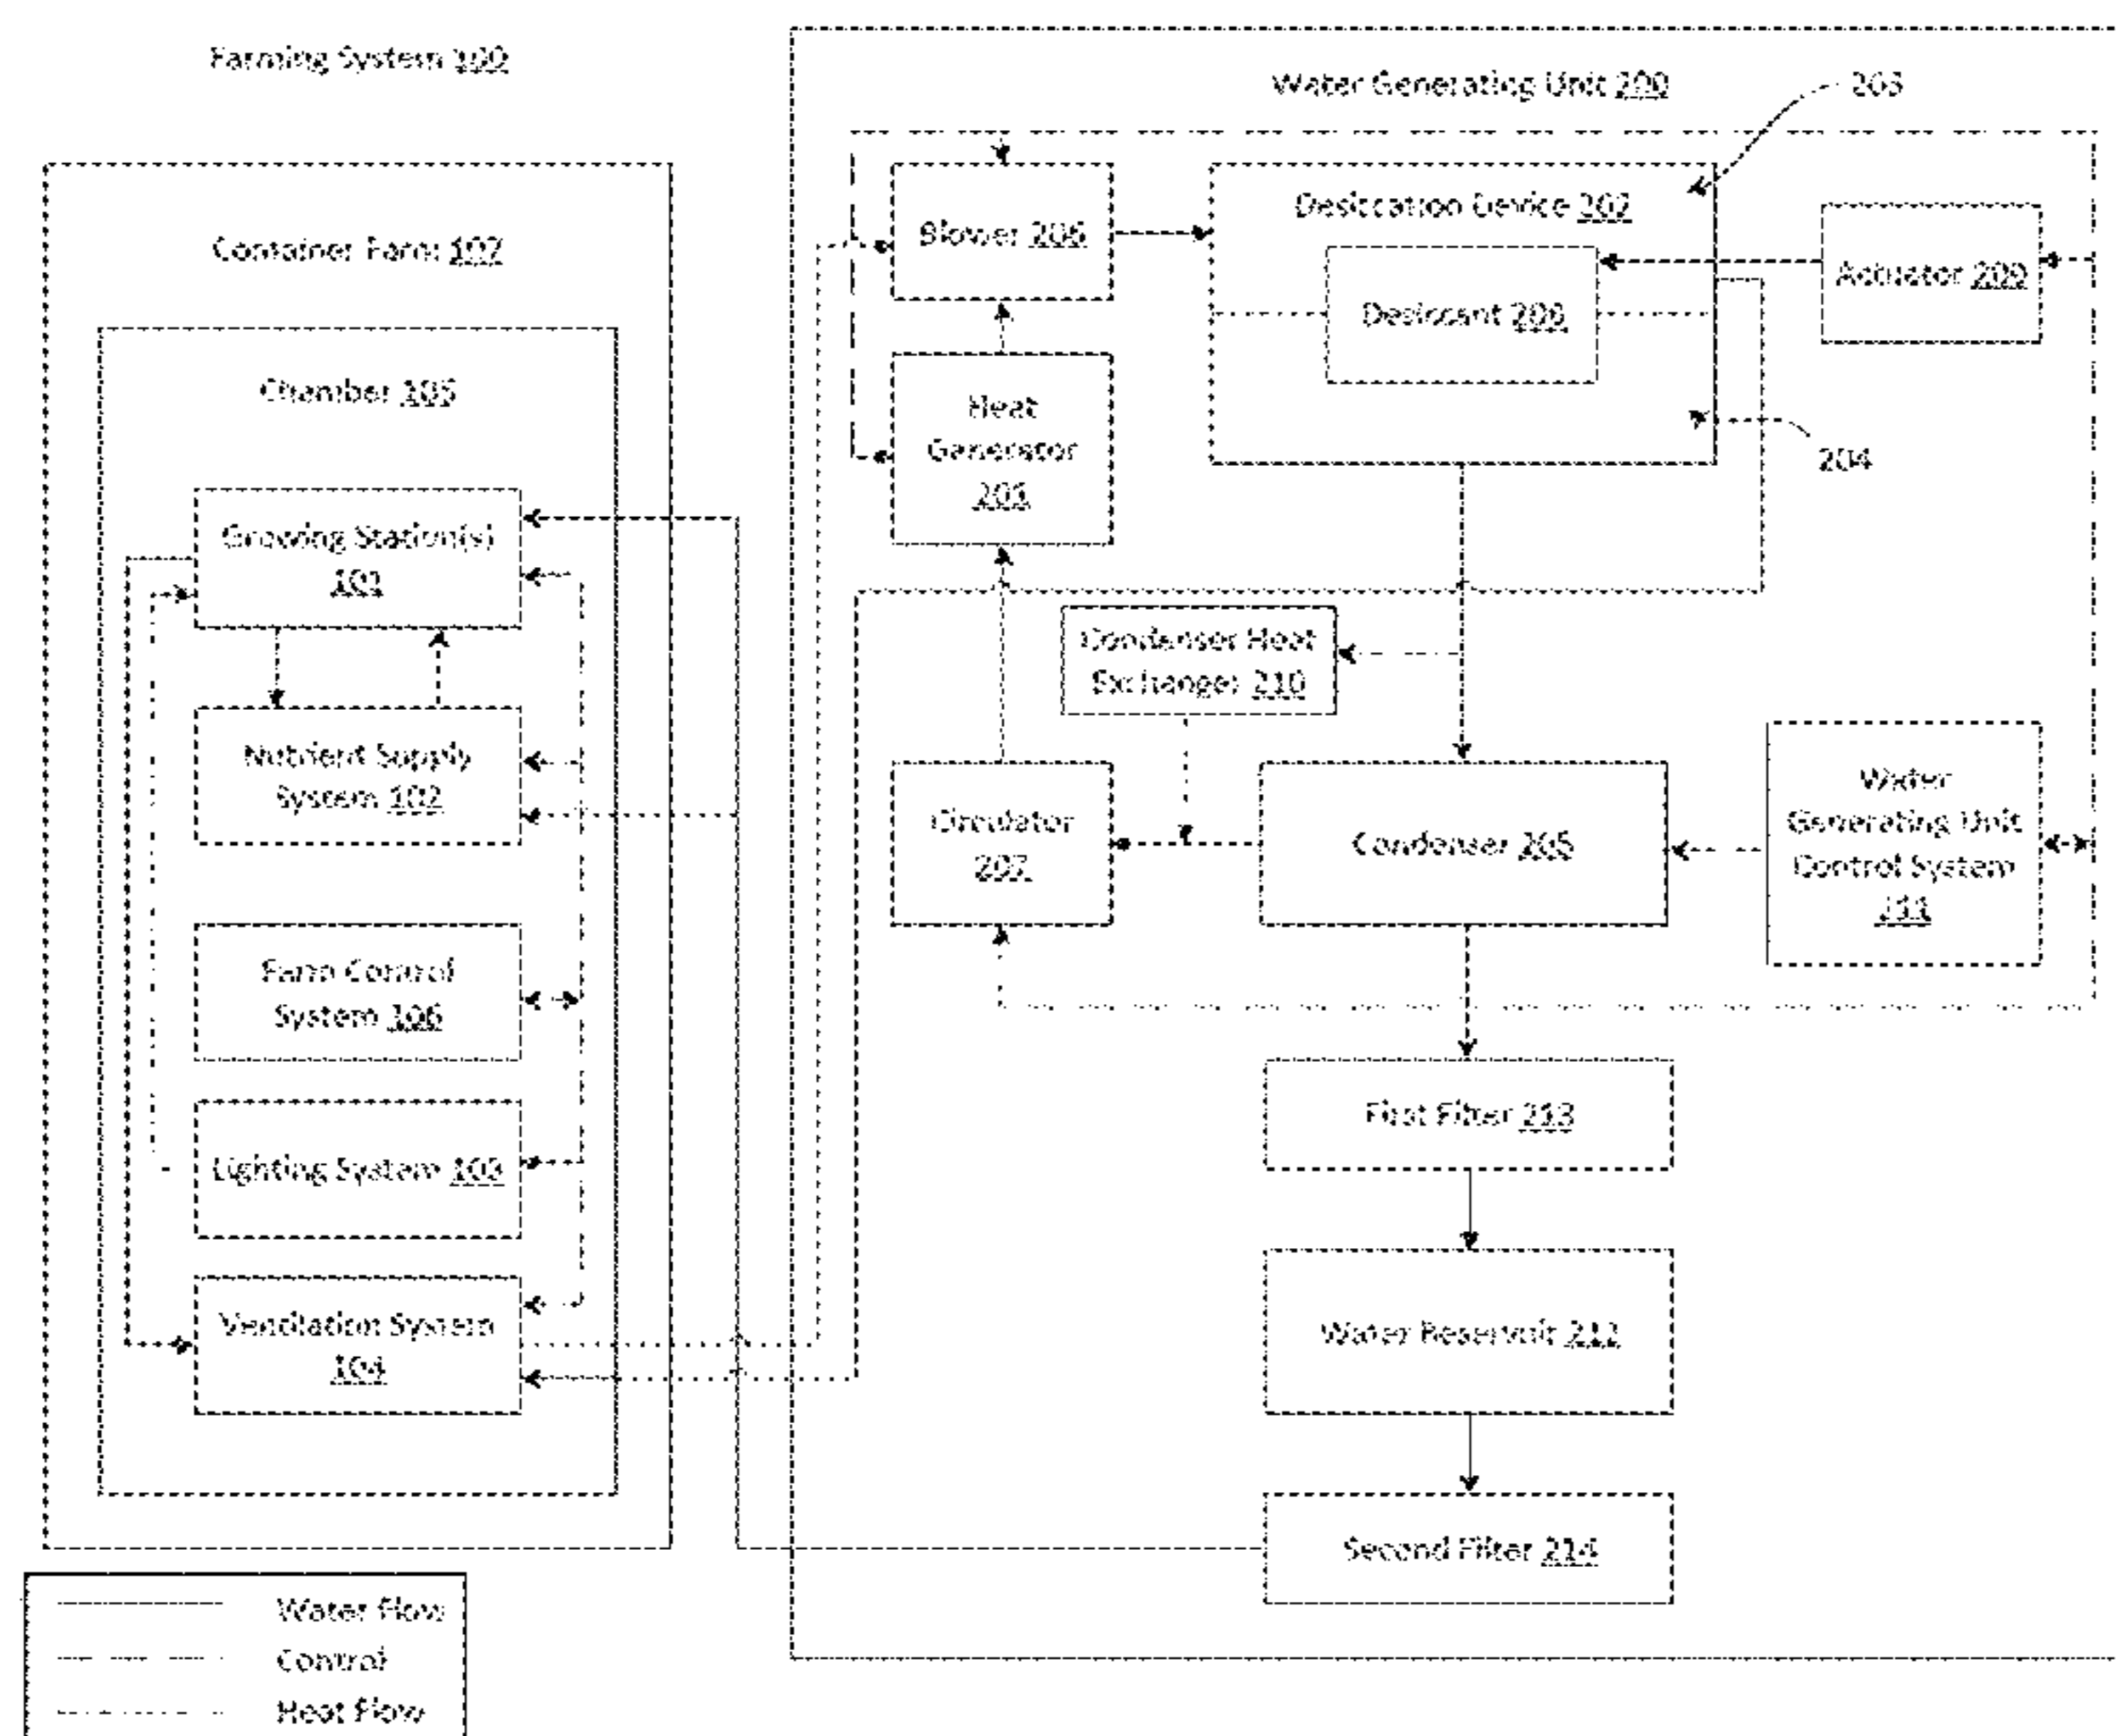 Farming System 100
Container Farm 107
Chamber 105
Growing Station(s)
101
Nutrient Supply
System 102
Farm Control
System 106
Lighting System 103
Ventilation System
104
Water Flow
Control
Heat Flow
Water Generating Unit 200
203
Blower 206
Desiccation Device 202
Desiccant
Actuator 209
Heat
Generator
201
204
Condenser Heat
Exchanger 210
Circulator
207
Condenser 205
Water
Generating Unit
Control System
211
First Filter 213
Water Reservoir 212
Second Filter 214